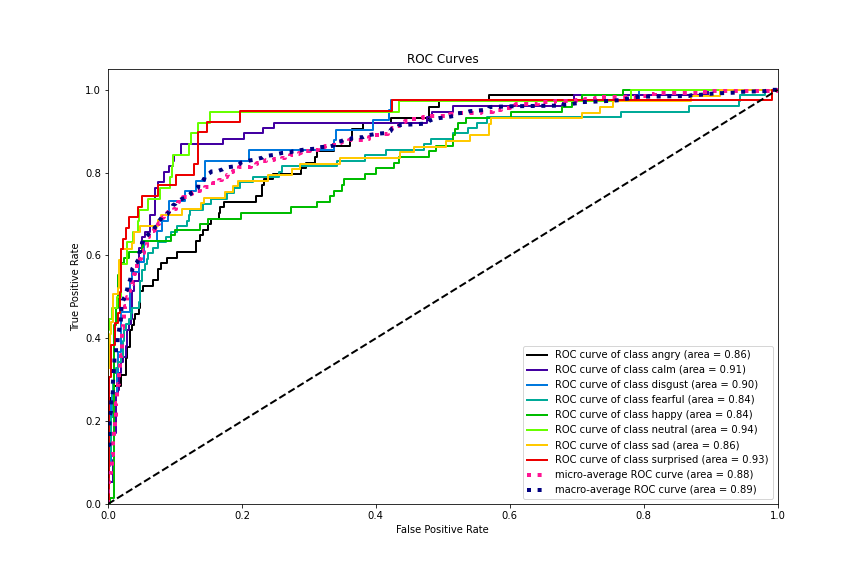 ROC Curves
True Positive Rate
1.0
0.8
0.6
0.4
0.2
0.0
ROC curve of class angry (area = 0.86)
ROC curve of class calm (area = 0.91)
ROC curve of class disgust (area = 0.90)
ROC curve of class fearful (area = 0.84)
ROC curve of class happy (area = 0.84)
ROC curve of class neutral (area = 0.94)
ROC curve of class sad (area = 0.86)
ROC curve of class surprised (area = 0.93)
micro-average ROC curve (area = 0.88)
macro-average ROC curve (area = 0.89)
0.0 0.2 0.4 0.6 0.8 1.0
False Positive Rate